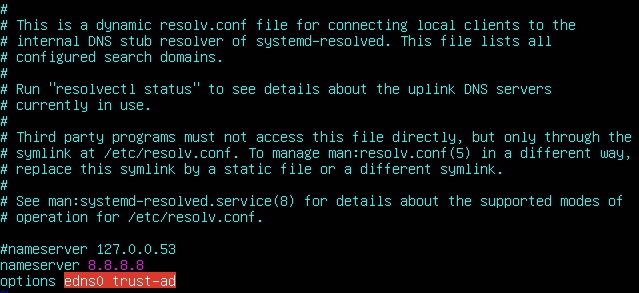 #
# This is a dynamic resolv.conf file for connecting local clients to the
# internal DNS stub resolver of systemd-resolved. This file lists all
# configured search domains.
#
# Run "resolvectl status" to see details about the uplink DNS servers
# currently in use.
#
# Third party programs must not access this file directly, but only through the
# symlink at /etc/resolv.conf. To manage man:resolv.conf(5) in a different way,
# replace this symlink by a static file or a different symlink.
#
# See man:systemd-resolved.service(8) for details about the supported modes of
# operation for /etc/resolv.conf.
#nameserver 127.0.0.53
nameserver 8.8.8.8
options edns0 trust-ad